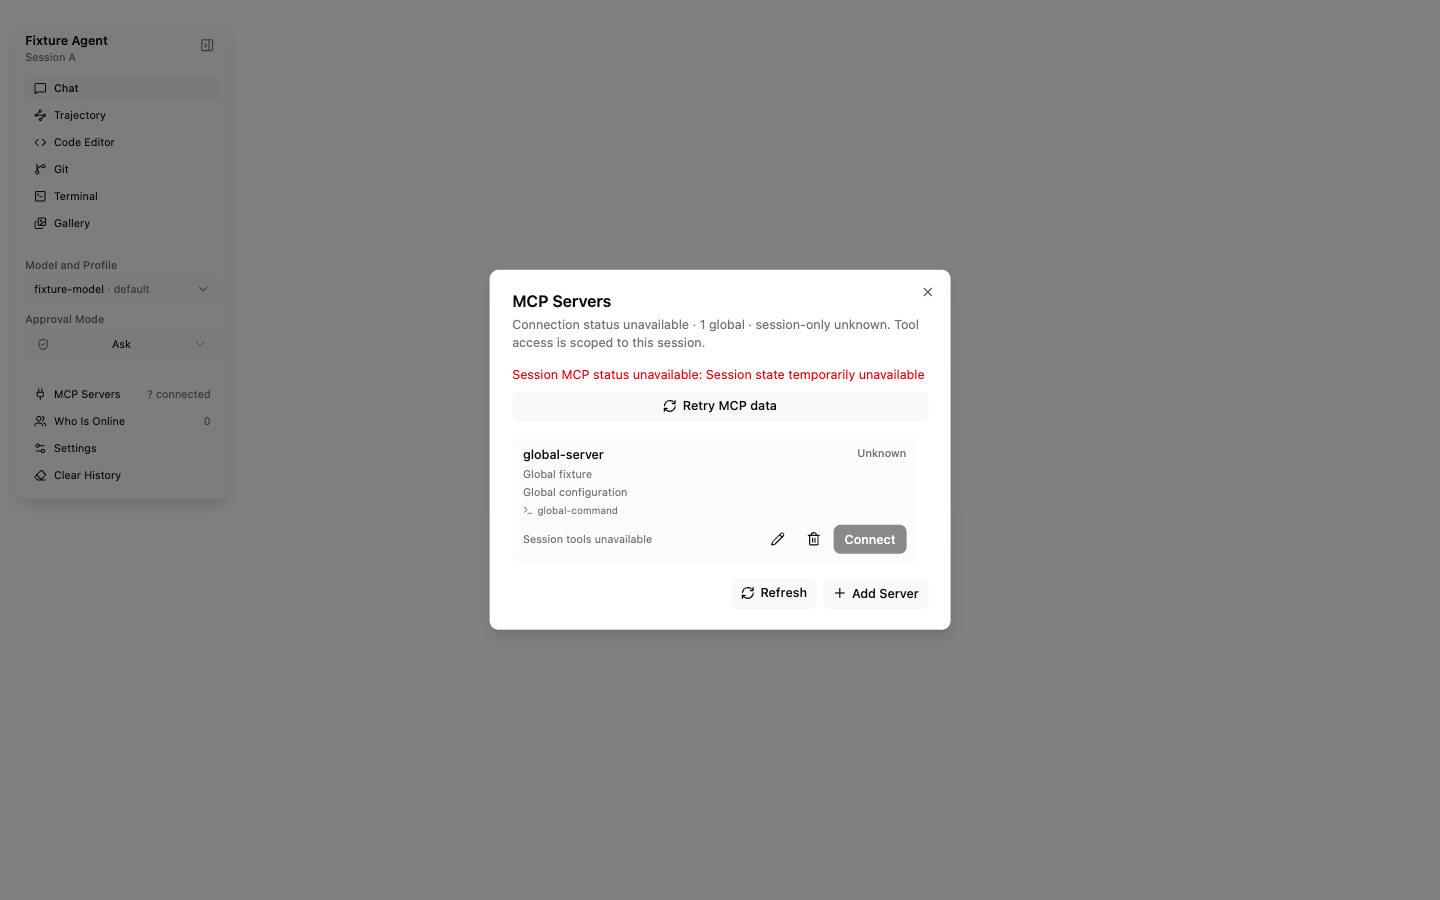 Fixture Agent
Session A
Chat
Trajectory
Code Editor
Git
Terminal
Gallery
Model and Profile
fixture-model · default
Approval Mode
Ask
MCP Servers ? connected
Who Is Online 0
Settings
Clear History
MCP Servers
Connection status unavailable · 1 global · session-only unknown. Tool
access is scoped to this session.
Session MCP status unavailable: Session state temporarily unavailable
Retry MCP data
global-server Unknown
Global fixture
Global configuration
global-command
Session tools unavailable Connect
Refresh Add Server